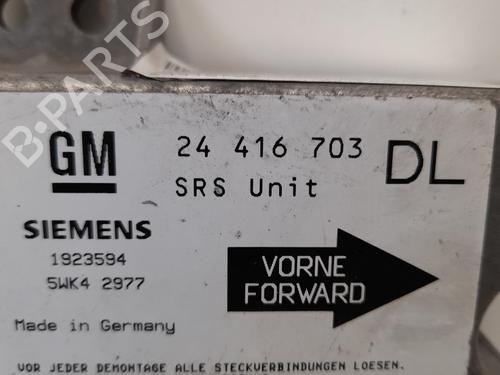 B-PARTS
GM
24 416 703
DL
SRS Unit
SIEMENS
1923594
5WK4 2977
VORNE
FORWARD
Made in Germany
VOR JEDER DEMONTAGE ALLE STECKVERBINDUNGEN LOESEN.